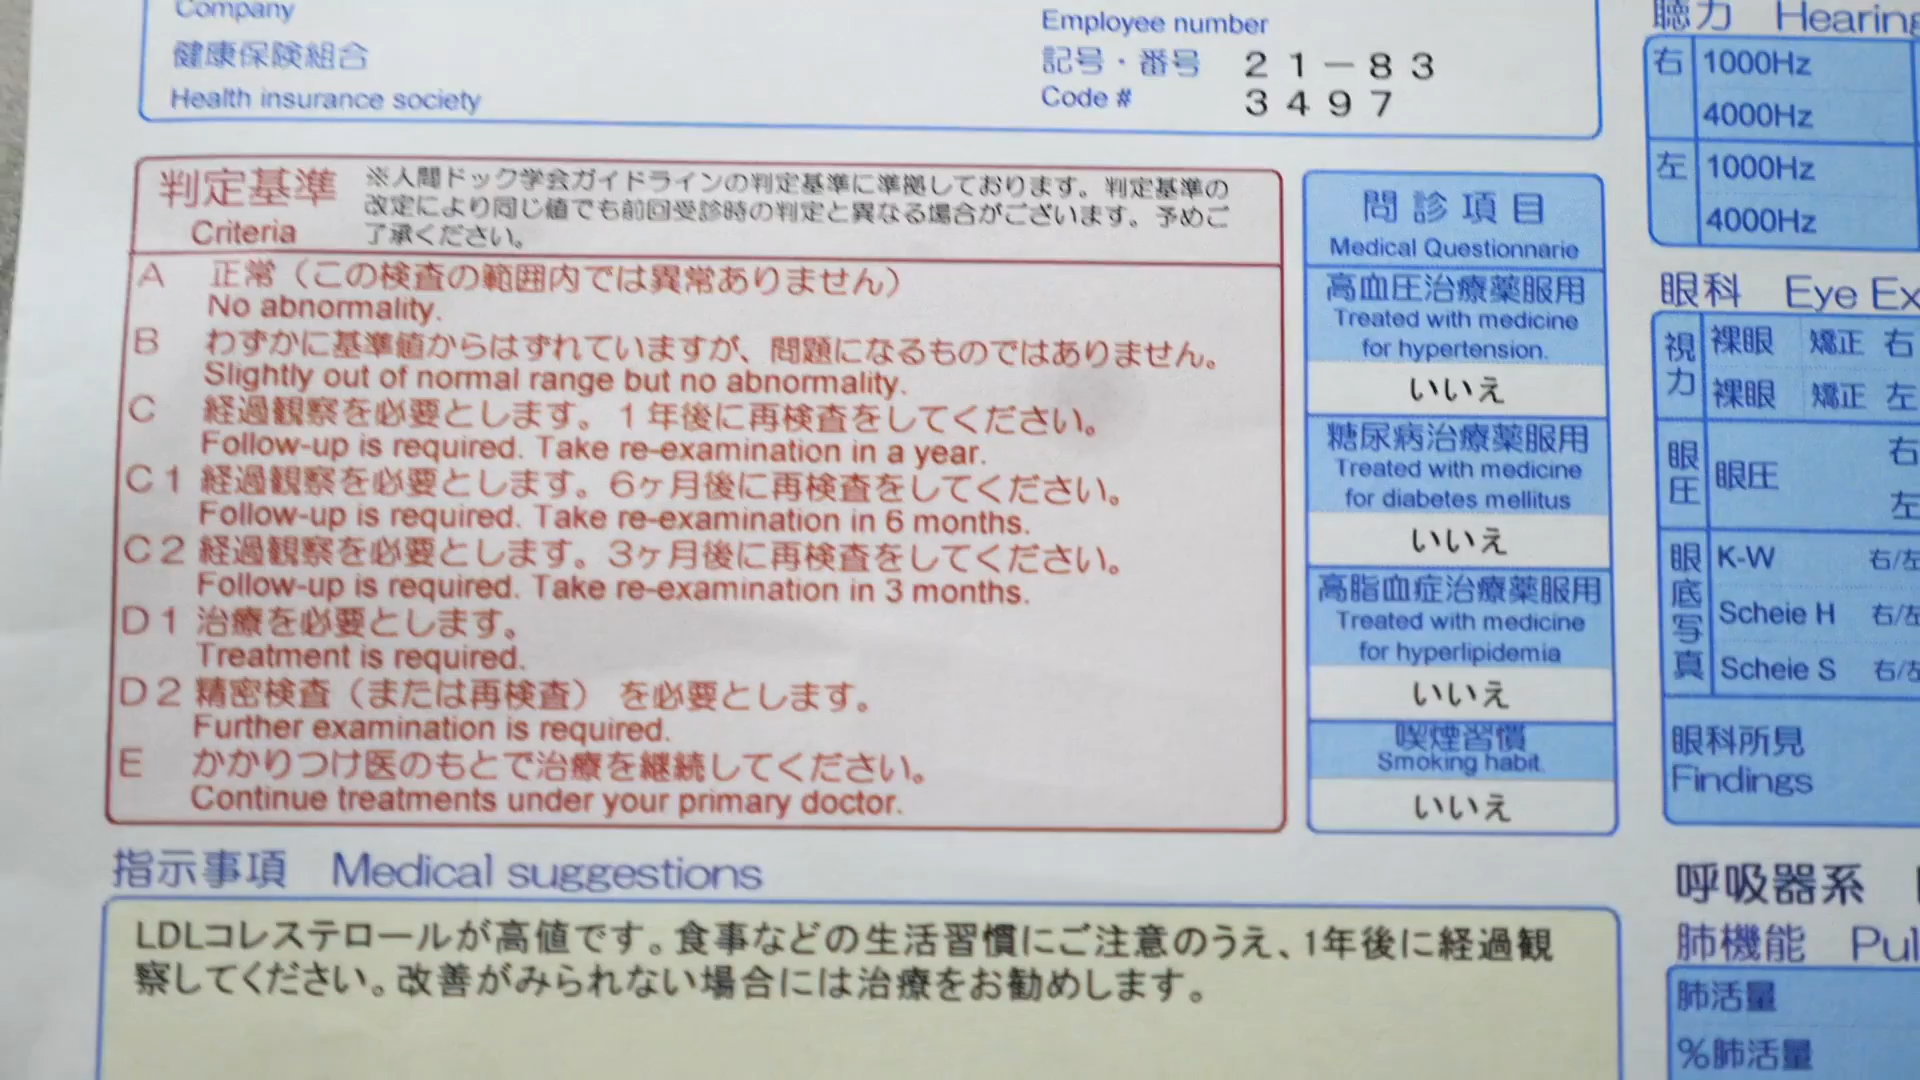 Company
健康保険組合
Health insurance society
Employee number
記号・番号 21-83
Code # 3497
判定基準
Criteria
※人間ドック学会ガイドラインの判定基準に準拠しております。判定基準の
改定により同じ値でも前回受診時の判定と異なる場合がございます。予めご
了承ください。
A 正常（この検査の範囲内では異常ありません）
No abnormality.
B わずかに基準値からはずれていますが、問題になるものではありません。
Slightly out of normal range but no abnormality.
C 経過観察を必要とします。1年後に再検査をしてください。
Follow-up is required. Take re-examination in a year.
C1 経過観察を必要とします。6ヶ月後に再検査をしてください。
Follow-up is required. Take re-examination in 6 months.
C2 経過観察を必要とします。3ヶ月後に再検査をしてください。
Follow-up is required. Take re-examination in 3 months.
D1 治療を必要とします。
Treatment is required.
D2 精密検査（または再検査） を必要とします。
Further examination is required.
E かかりつけ医のもとで治療を継続してください。
Continue treatments under your primary doctor.
問診項目
Medical Questionnarie
高血圧治療薬服用
Treated with medicine
for hypertension.
いいえ
糖尿病治療薬服用
Treated with medicine
for diabetes mellitus
いいえ
高脂血症治療薬服用
Treated with medicine
for hyperlipidemia
いいえ
喫煙習慣
Smoking habit.
いいえ
指示事項 Medical suggestions
LDLコレステロールが高値です。食事などの生活習慣にご注意のうえ、1年後に経過観
察してください。改善がみられない場合には治療をお勧めします。
聴力 Hearing
右 1000Hz
4000Hz
左 1000Hz
4000Hz
眼科 Eye Ex
視力 裸眼 矯正 右
裸眼 矯正 左
眼圧 眼圧 右
左
眼底写真 K-W 右/左
Scheie H 右/左
Scheie S 右/左
眼科所見
Findings
呼吸器系
肺機能 Pul
肺活量
%肺活量